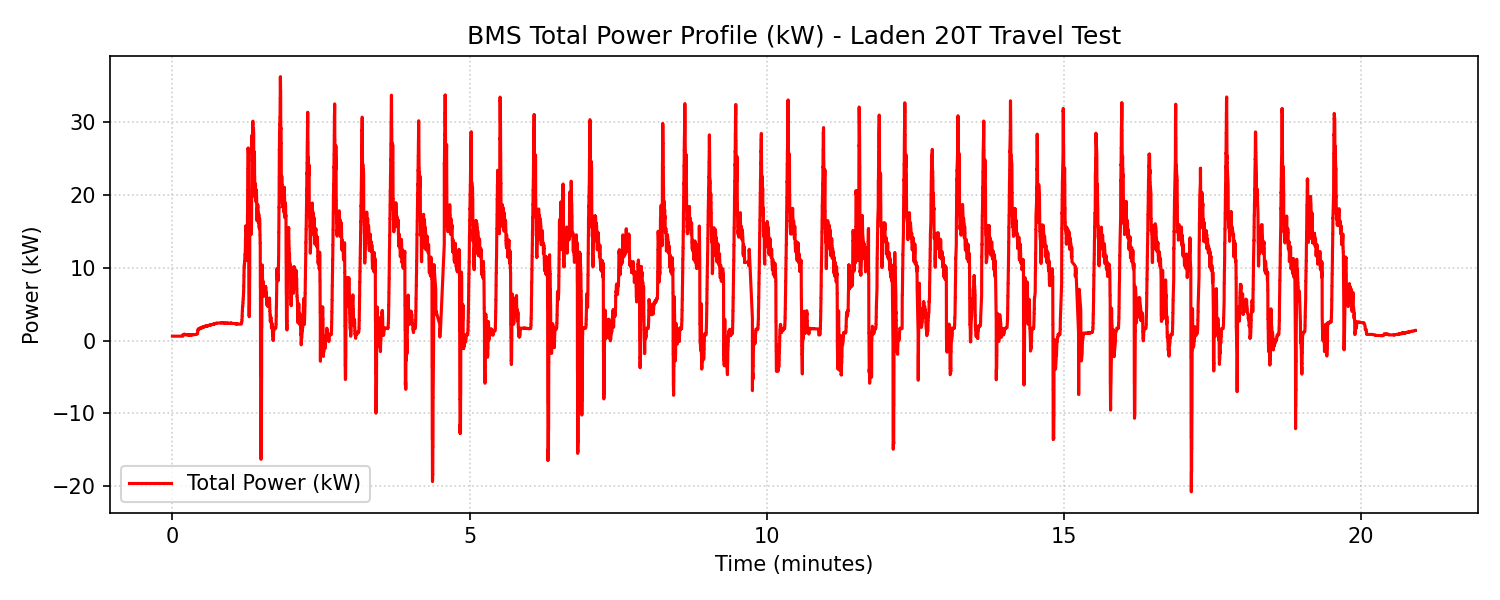 BMS Total Power Profile (kW) - Laden 20T Travel Test
Power (kW)
30
20
10
0
−10
−20
Total Power (kW)
0 5 10 15 20
Time (minutes)